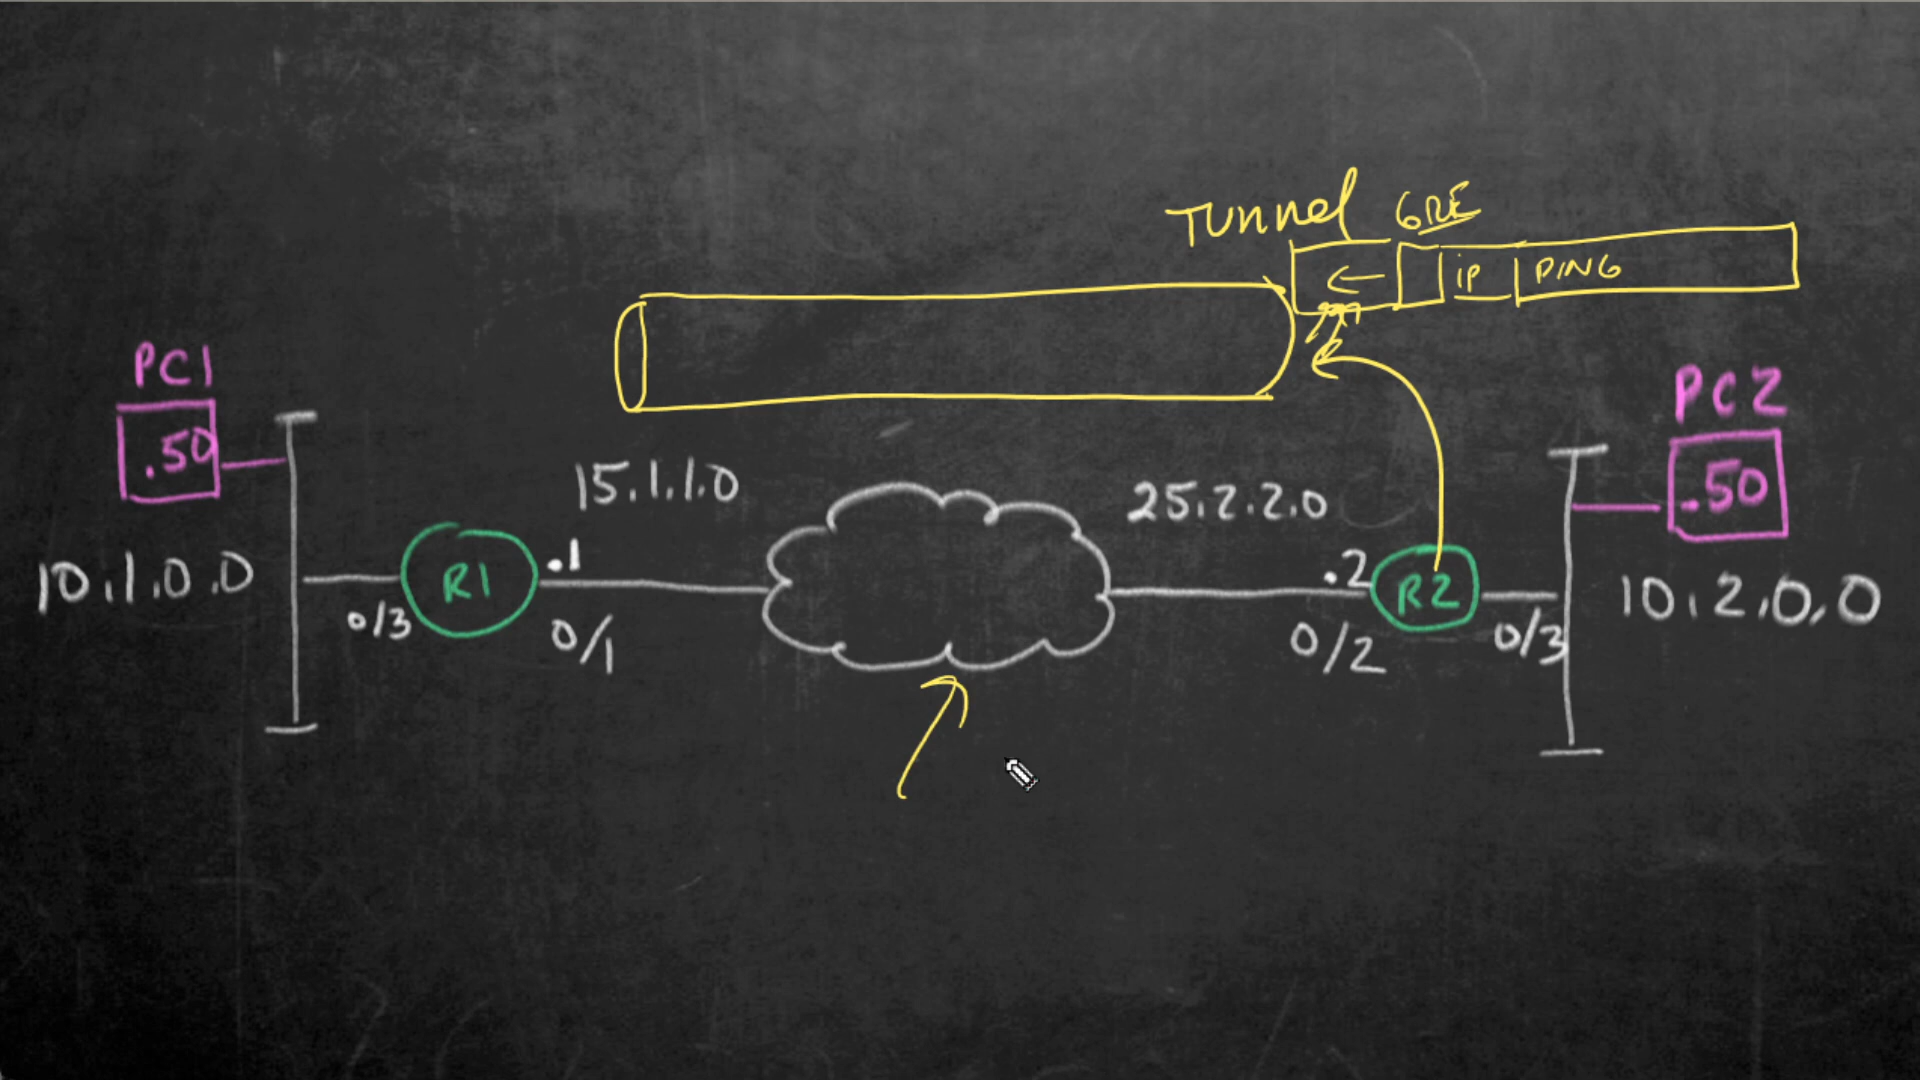 Tunnel GRE
IP PING
PC1
.50
PC2
.50
15.1.1.0
25.2.2.0
10.1.0.0
R1
.1
.2
R2
10.2.0.0
0/3
0/1
0/2
0/3